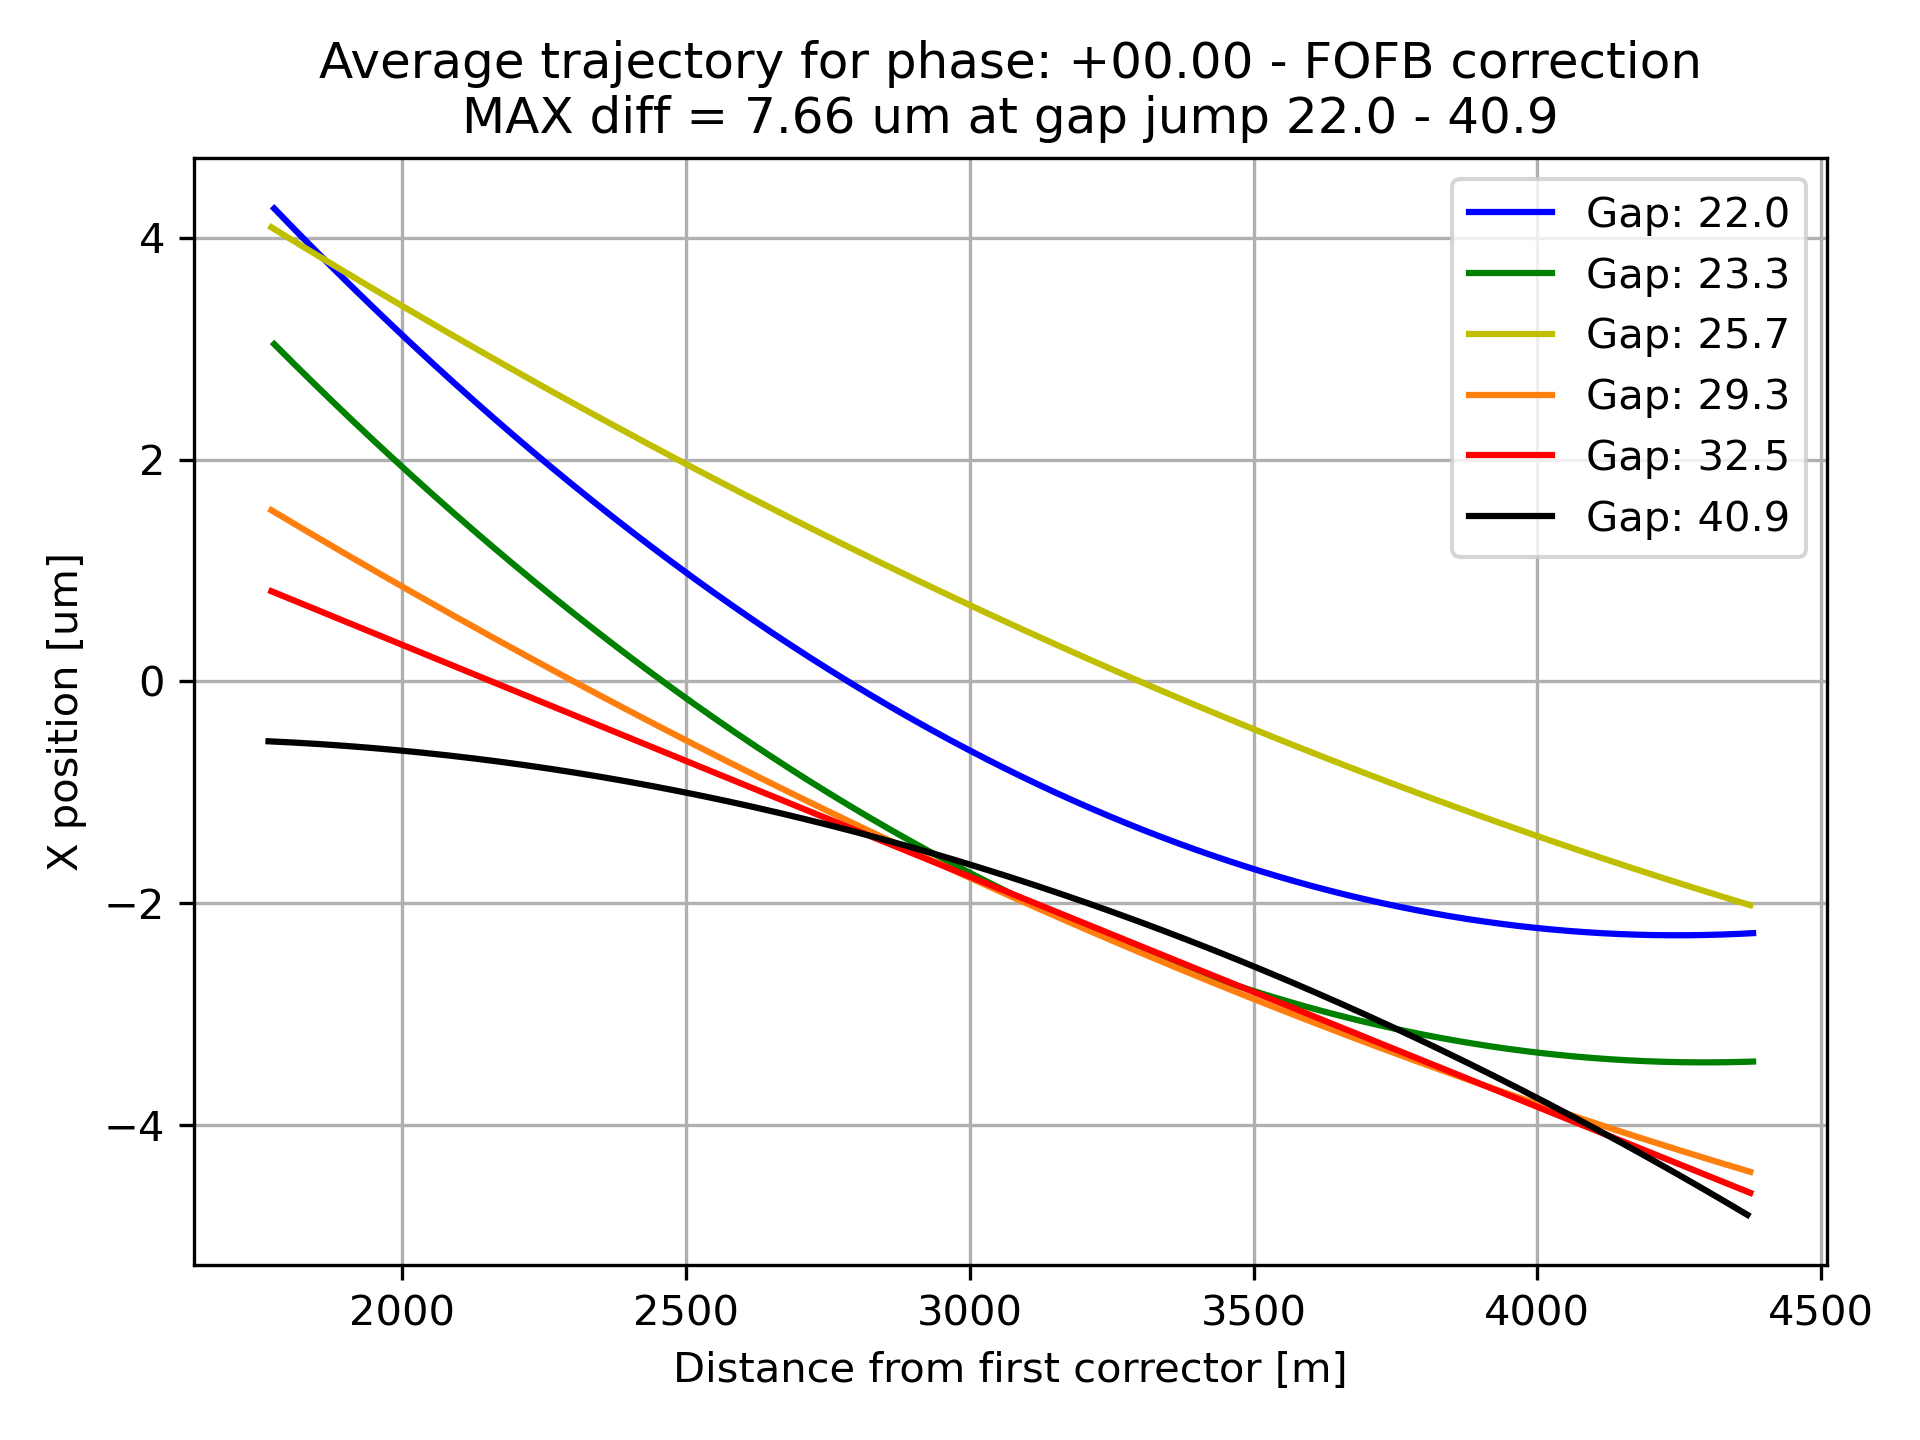 Average trajectory for phase: +00.00 - FOFB correction
MAX diff = 7.66 um at gap jump 22.0 - 40.9
Gap: 22.0
Gap: 23.3
Gap: 25.7
Gap: 29.3
Gap: 32.5
Gap: 40.9
4
2
0
−2
−4
X position [um]
2000 2500 3000 3500 4000 4500
Distance from first corrector [m]